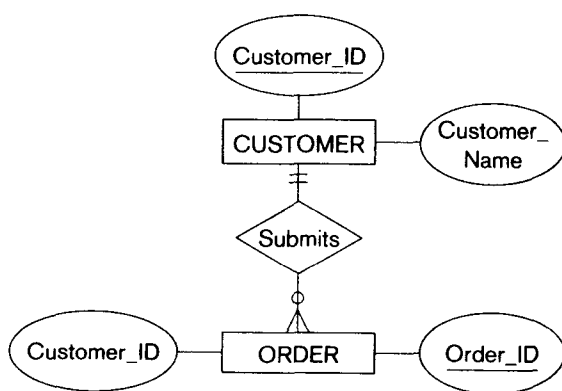 Customer_ID
CUSTOMER
Customer_
Name
Submits
Customer_ID
ORDER
Order_ID